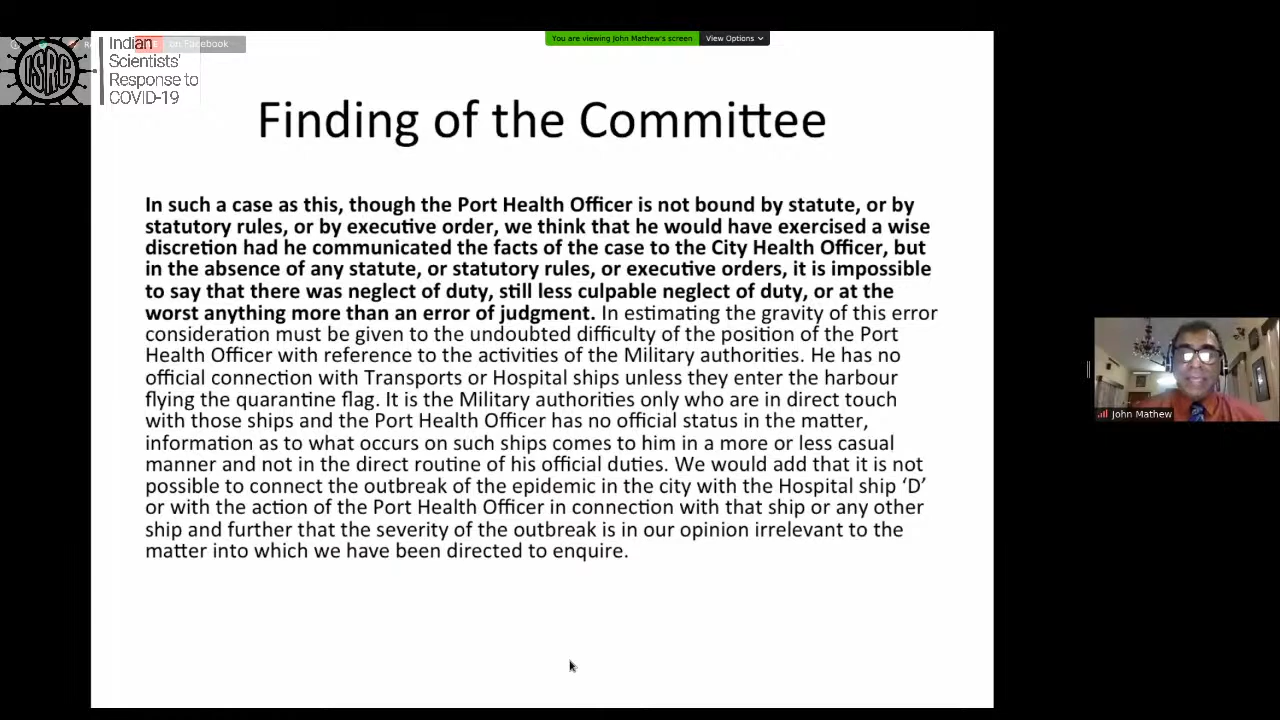 Indian
Scientists'
Response to
COVID-19
ISRC
on Facebook
You are viewing John Mathew's screen
View Options
Finding of the Committee
In such a case as this, though the Port Health Officer is not bound by statute, or by
statutory rules, or by executive order, we think that he would have exercised a wise
discretion had he communicated the facts of the case to the City Health Officer, but
in the absence of any statute, or statutory rules, or executive orders, it is impossible
to say that there was neglect of duty, still less culpable neglect of duty, or at the
worst anything more than an error of judgment. In estimating the gravity of this error
consideration must be given to the undoubted difficulty of the position of the Port
Health Officer with reference to the activities of the Military authorities. He has no
official connection with Transports or Hospital ships unless they enter the harbour
flying the quarantine flag. It is the Military authorities only who are in direct touch
with those ships and the Port Health Officer has no official status in the matter,
information as to what occurs on such ships comes to him in a more or less casual
manner and not in the direct routine of his official duties. We would add that it is not
possible to connect the outbreak of the epidemic in the city with the Hospital ship ‘D’
or with the action of the Port Health Officer in connection with that ship or any other
ship and further that the severity of the outbreak is in our opinion irrelevant to the
matter into which we have been directed to enquire.
John Mathew